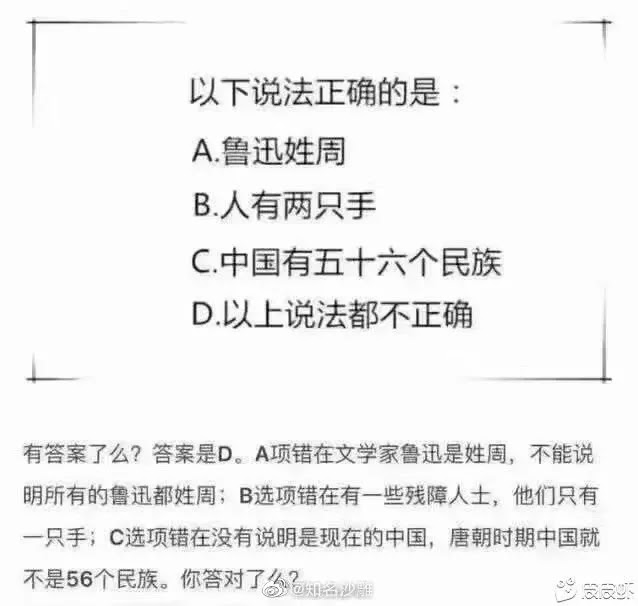 以下说法正确的是：
A.鲁迅姓周
B.人有两只手
C.中国有五十六个民族
D.以上说法都不正确
有答案了么？答案是D。A项错在文学家鲁迅是姓周，不能说
明所有的鲁迅都姓周；B选项错在有一些残障人士，他们只有
一只手；C选项错在没有说明是现在的中国，唐朝时期中国就
不是56个民族。你答对了么？
@知名沙雕
皮皮虾